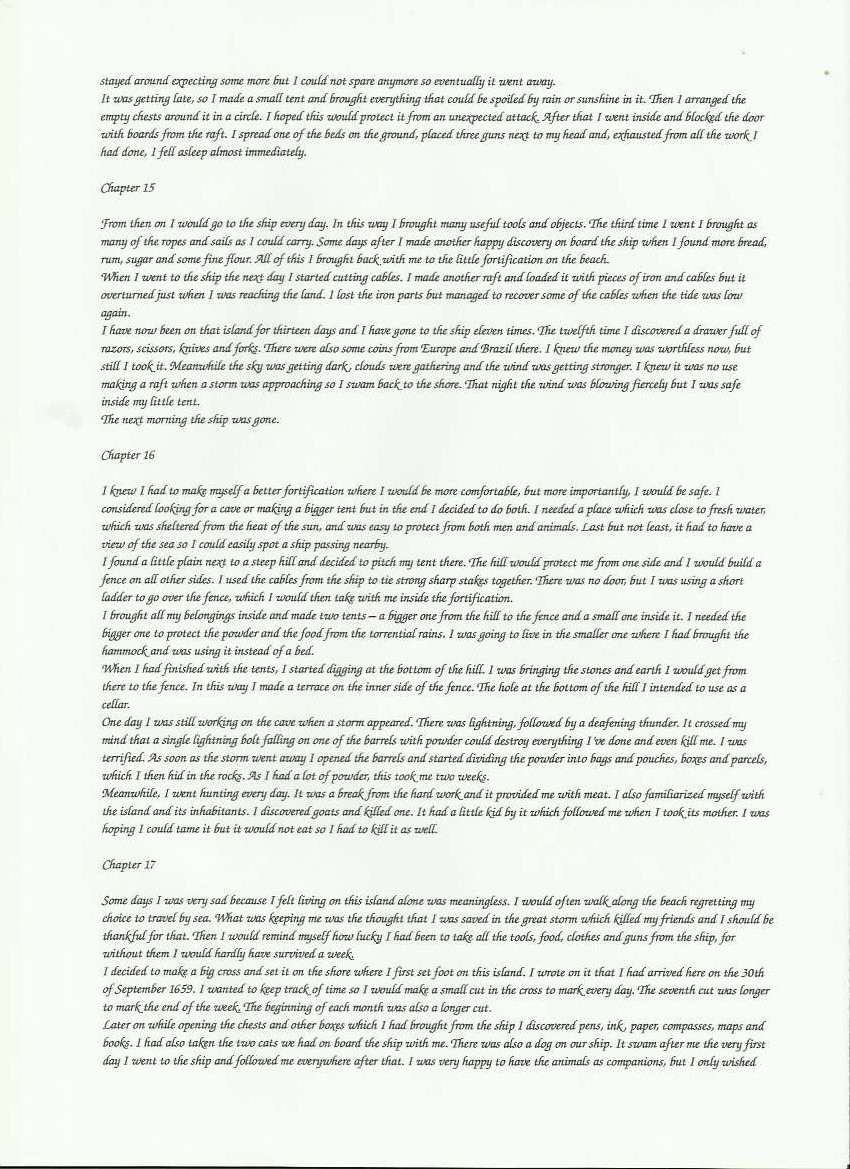 stayed around expecting some more but I could not spare anymore so eventually it went away.
It was getting late, so I made a small tent and brought everything that could be spoiled by rain or sunshine in it. Then I arranged the
empty chests around it in a circle. I hoped this would protect it from an unexpected attack. After that I went inside and blocked the door
with boards from the raft. I spread one of the beds on the ground, placed three guns next to my head and, exhausted from all the work I
had done, I fell asleep almost immediately.
Chapter 15
From then on I would go to the ship every day. In this way I brought many useful tools and objects. The third time I went I brought as
many of the ropes and sails as I could carry. Some days after I made another happy discovery on board the ship when I found more bread,
rum, sugar and some fine flour. All of this I brought back with me to the little fortification on the beach.
When I went to the ship the next day I started cutting cables. I made another raft and loaded it with pieces of iron and cables but it
overturned just when I was reaching the land. I lost the iron parts but managed to recover some of the cables when the tide was low
again.
I have now been on that island for thirteen days and I have gone to the ship eleven times. The twelfth time I discovered a drawer full of
razors, scissors, knives and forks. There were also some coins from Europe and Brazil there. I knew the money was worthless now, but
still I took it. Meanwhile the sky was getting dark, clouds were gathering and the wind was getting stronger. I knew it was no use
making a raft when a storm was approaching so I swam back to the shore. That night the wind was blowing fiercely but I was safe
inside my little tent.
The next morning the ship was gone.
Chapter 16
I knew I had to make myself a better fortification where I would be more comfortable, but more importantly, I would be safe. I
considered looking for a cave or making a bigger tent but in the end I decided to do both. I needed a place which was close to fresh water,
which was sheltered from the heat of the sun, and was easy to protect from both men and animals. Last but not least, it had to have a
view of the sea so I could easily spot a ship passing nearby.
I found a little plain next to a steep hill and decided to pitch my tent there. The hill would protect me from one side and I would build a
fence on all other sides. I used the cables from the ship to tie strong sharp stakes together. There was no door, but I was using a short
ladder to go over the fence, which I would then take with me inside the fortification.
I brought all my belongings inside and made two tents – a bigger one from the hill to the fence and a small one inside it. I needed the
bigger one to protect the powder and the food from the torrential rains. I was going to live in the smaller one where I had brought the
hammock and was using it instead of a bed.
When I had finished with the tents, I started digging at the bottom of the hill. I was bringing the stones and earth I would get from
there to the fence. In this way I made a terrace on the inner side of the fence. The hole at the bottom of the hill I intended to use as a
cellar.
One day I was still working on the cave when a storm appeared. There was lightning, followed by a deafening thunder. It crossed my
mind that a single lightning bolt falling on one of the barrels with powder could destroy everything I've done and even kill me. I was
terrified. As soon as the storm went away I opened the barrels and started dividing the powder into bags and pouches, boxes and parcels,
which I then hid in the rocks. As I had a lot of powder, this took me two weeks.
Meanwhile, I went hunting every day. It was a break from the hard work and it provided me with meat. I also familiarized myself with
the island and its inhabitants. I discovered goats and killed one. It had a little kid by it which followed me when I took its mother. I was
hoping I could tame it but it would not eat so I had to kill it as well.
Chapter 17
Some days I was very sad because I felt living on this island alone was meaningless. I would often walk along the beach regretting my
choice to travel by sea. What was keeping me was the thought that I was saved in the great storm which killed my friends and I should be
thankful for that. Then I would remind myself how lucky I had been to take all the tools, food, clothes and guns from the ship, for
without them I would hardly have survived a week.
I decided to make a big cross and set it on the shore where I first set foot on this island. I wrote on it that I had arrived here on the 30th
of September 1659. I wanted to keep track of time so I would make a small cut in the cross to mark every day. The seventh cut was longer
to mark the end of the week. The beginning of each month was also a longer cut.
Later on while opening the chests and other boxes which I had brought from the ship I discovered pens, ink, paper, compasses, maps and
books. I had also taken the two cats we had on board the ship with me. There was also a dog on our ship. It swam after me the very first
day I went to the ship and followed me everywhere after that. I was very happy to have the animals as companions, but I only wished